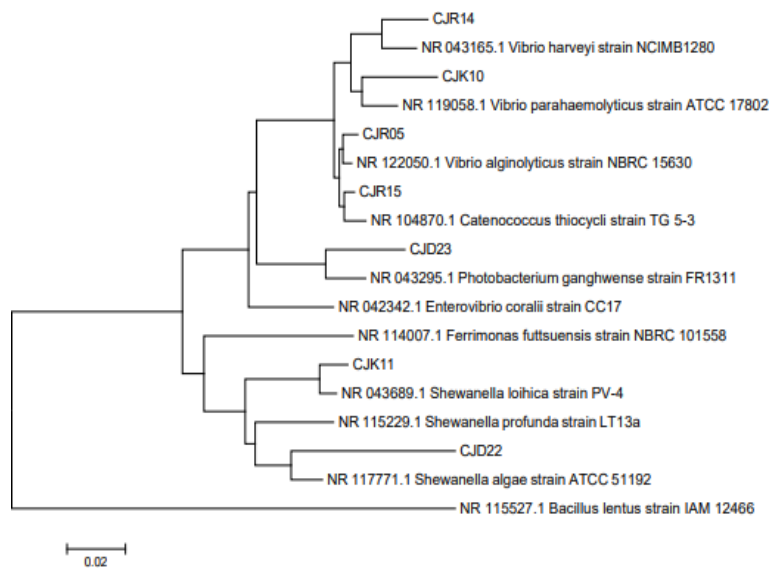 CJR14
NR 043165.1 Vibrio harveyi strain NCIMB1280
CJK10
NR 119058.1 Vibrio parahaemolyticus strain ATCC 17802
CJR05
NR 122050.1 Vibrio alginolyticus strain NBRC 15630
CJR15
NR 104870.1 Catenococcus thiocycli strain TG 5-3
CJD23
NR 043295.1 Photobacterium ganghwense strain FR1311
NR 042342.1 Enterovibrio coralii strain CC17
NR 114007.1 Ferrimonas futtsuensis strain NBRC 101558
CJK11
NR 043689.1 Shewanella loihica strain PV-4
NR 115229.1 Shewanella profunda strain LT13a
CJD22
NR 117771.1 Shewanella algae strain ATCC 51192
NR 115527.1 Bacillus lentus strain IAM 12466
0.02